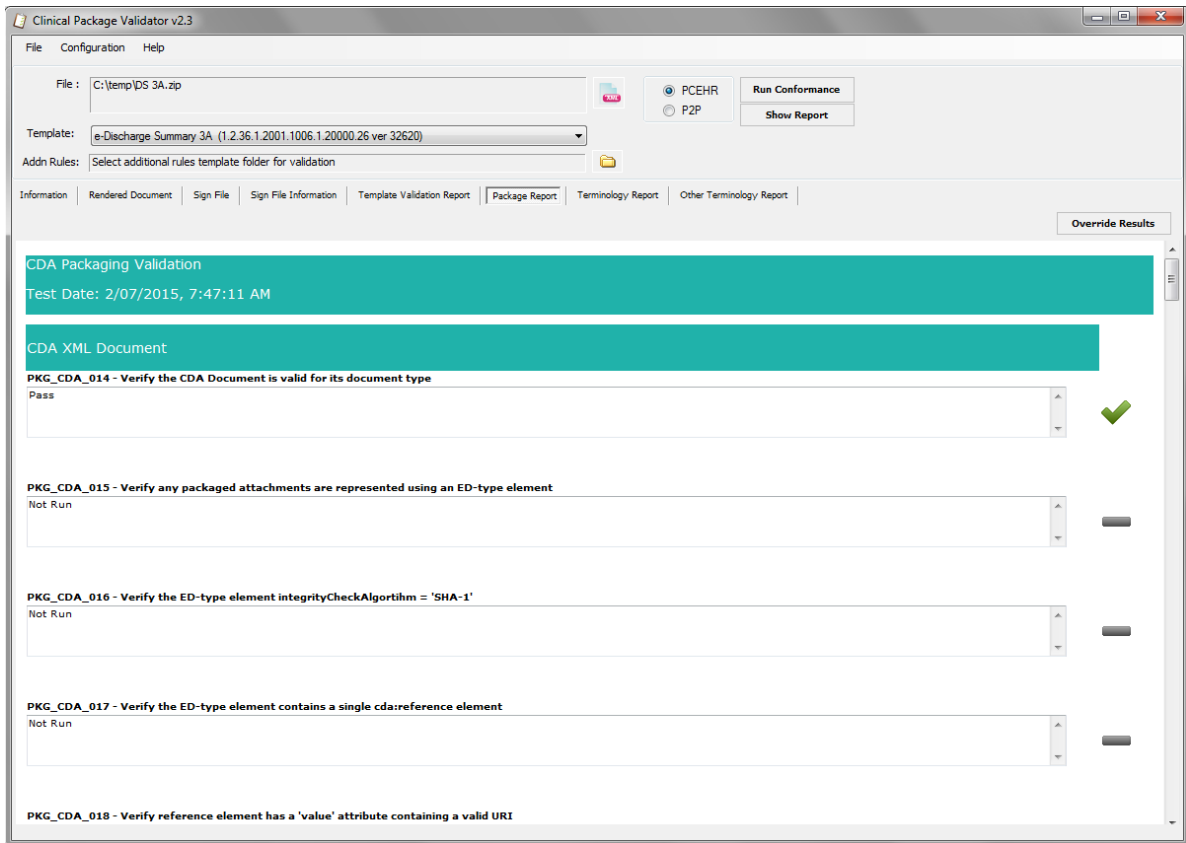 Clinical Package Validator v2.3
File Configuration Help
File : C:\temp\DS 3A.zip
XML
PCEHR
Run Conformance
P2P
Show Report
Template: e-Discharge Summary 3A (1.2.36.1.2001.1006.1.20000.26 ver 32620)
Addn Rules: Select additional rules template folder for validation
Information Rendered Document Sign File Sign File Information Template Validation Report Package Report Terminology Report Other Terminology Report
Override Results
CDA Packaging Validation
Test Date: 2/07/2015, 7:47:11 AM
CDA XML Document
PKG_CDA_014 - Verify the CDA Document is valid for its document type
Pass
PKG_CDA_015 - Verify any packaged attachments are represented using an ED-type element
Not Run
PKG_CDA_016 - Verify the ED-type element integrityCheckAlgortihm = 'SHA-1'
Not Run
PKG_CDA_017 - Verify the ED-type element contains a single cda:reference element
Not Run
PKG_CDA_018 - Verify reference element has a 'value' attribute containing a valid URI